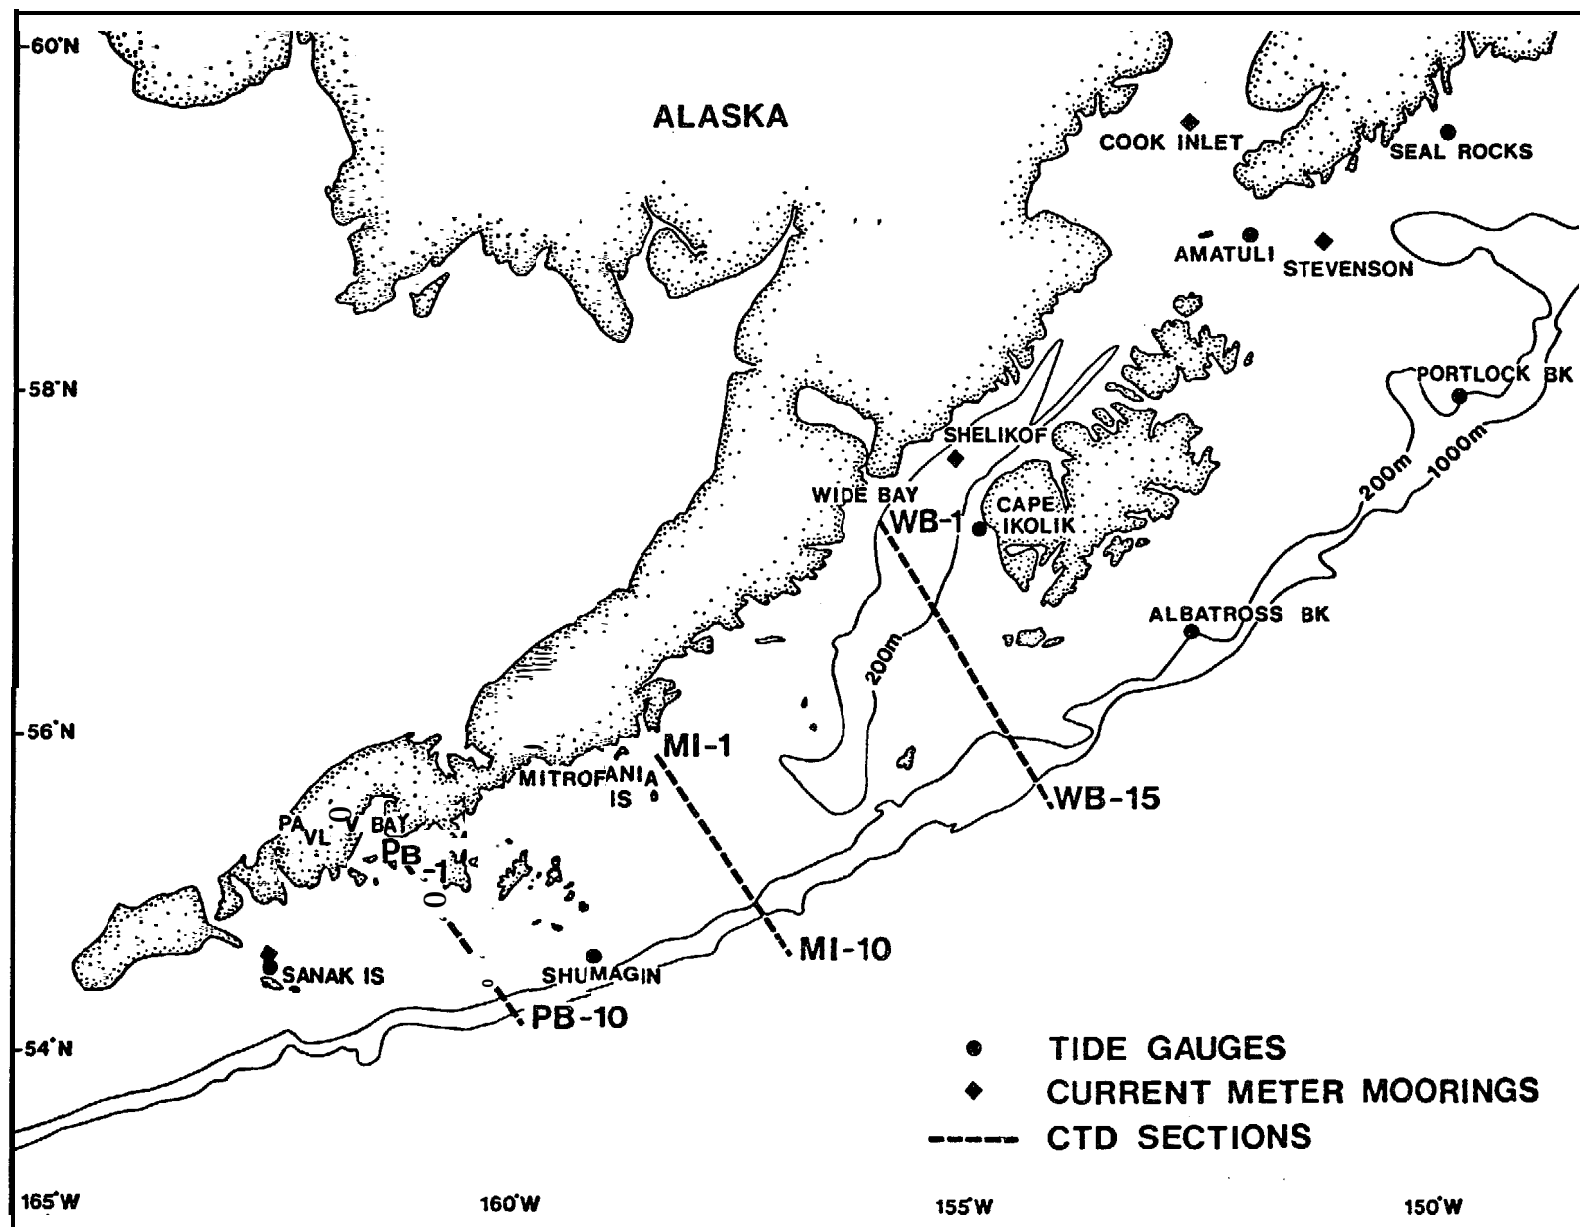 60°N
ALASKA
COOK INLET
SEAL ROCKS
AMATULI
STEVENSON
58°N
PORTLOCK BK
SHELIKOF
200m
1000m
WIDE BAY
WB-1
CAPE
IKOLIK
ALBATROSS BK
200m
56°N
MI-1
MITROFANIA
IS
WB-15
PAVLOV BAY
PB-1
MI-10
SANAK IS
SHUMAGIN
PB-10
54°N
TIDE GAUGES
CURRENT METER MOORINGS
CTD SECTIONS
165°W
160°W
155°W
150°W